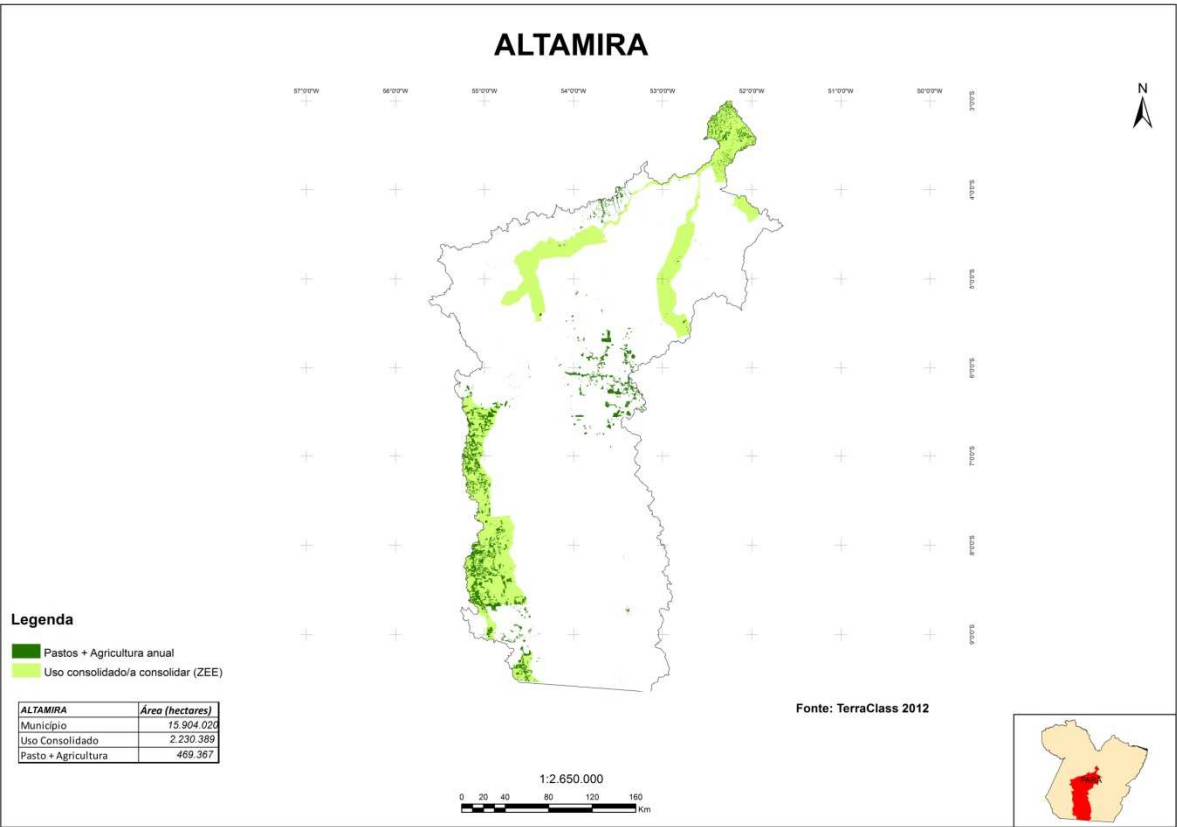 ALTAMIRA
N
57°0'0"W 56°0'0"W 55°0'0"W 54°0'0"W 53°0'0"W 52°0'0"W 51°0'0"W 50°0'0"W
3°0'0"S
4°0'0"S
5°0'0"S
6°0'0"S
7°0'0"S
8°0'0"S
9°0'0"S
Legenda
Pastos + Agricultura anual
Uso consolidado/a consolidar (ZEE)
ALTAMIRA Área (hectares)
Município 15.904.020
Uso Consolidado 2.230.389
Pasto + Agricultura 469.367
Fonte: TerraClass 2012
1:2.650.000
0 20 40 80 120 160
Km
PARÁ